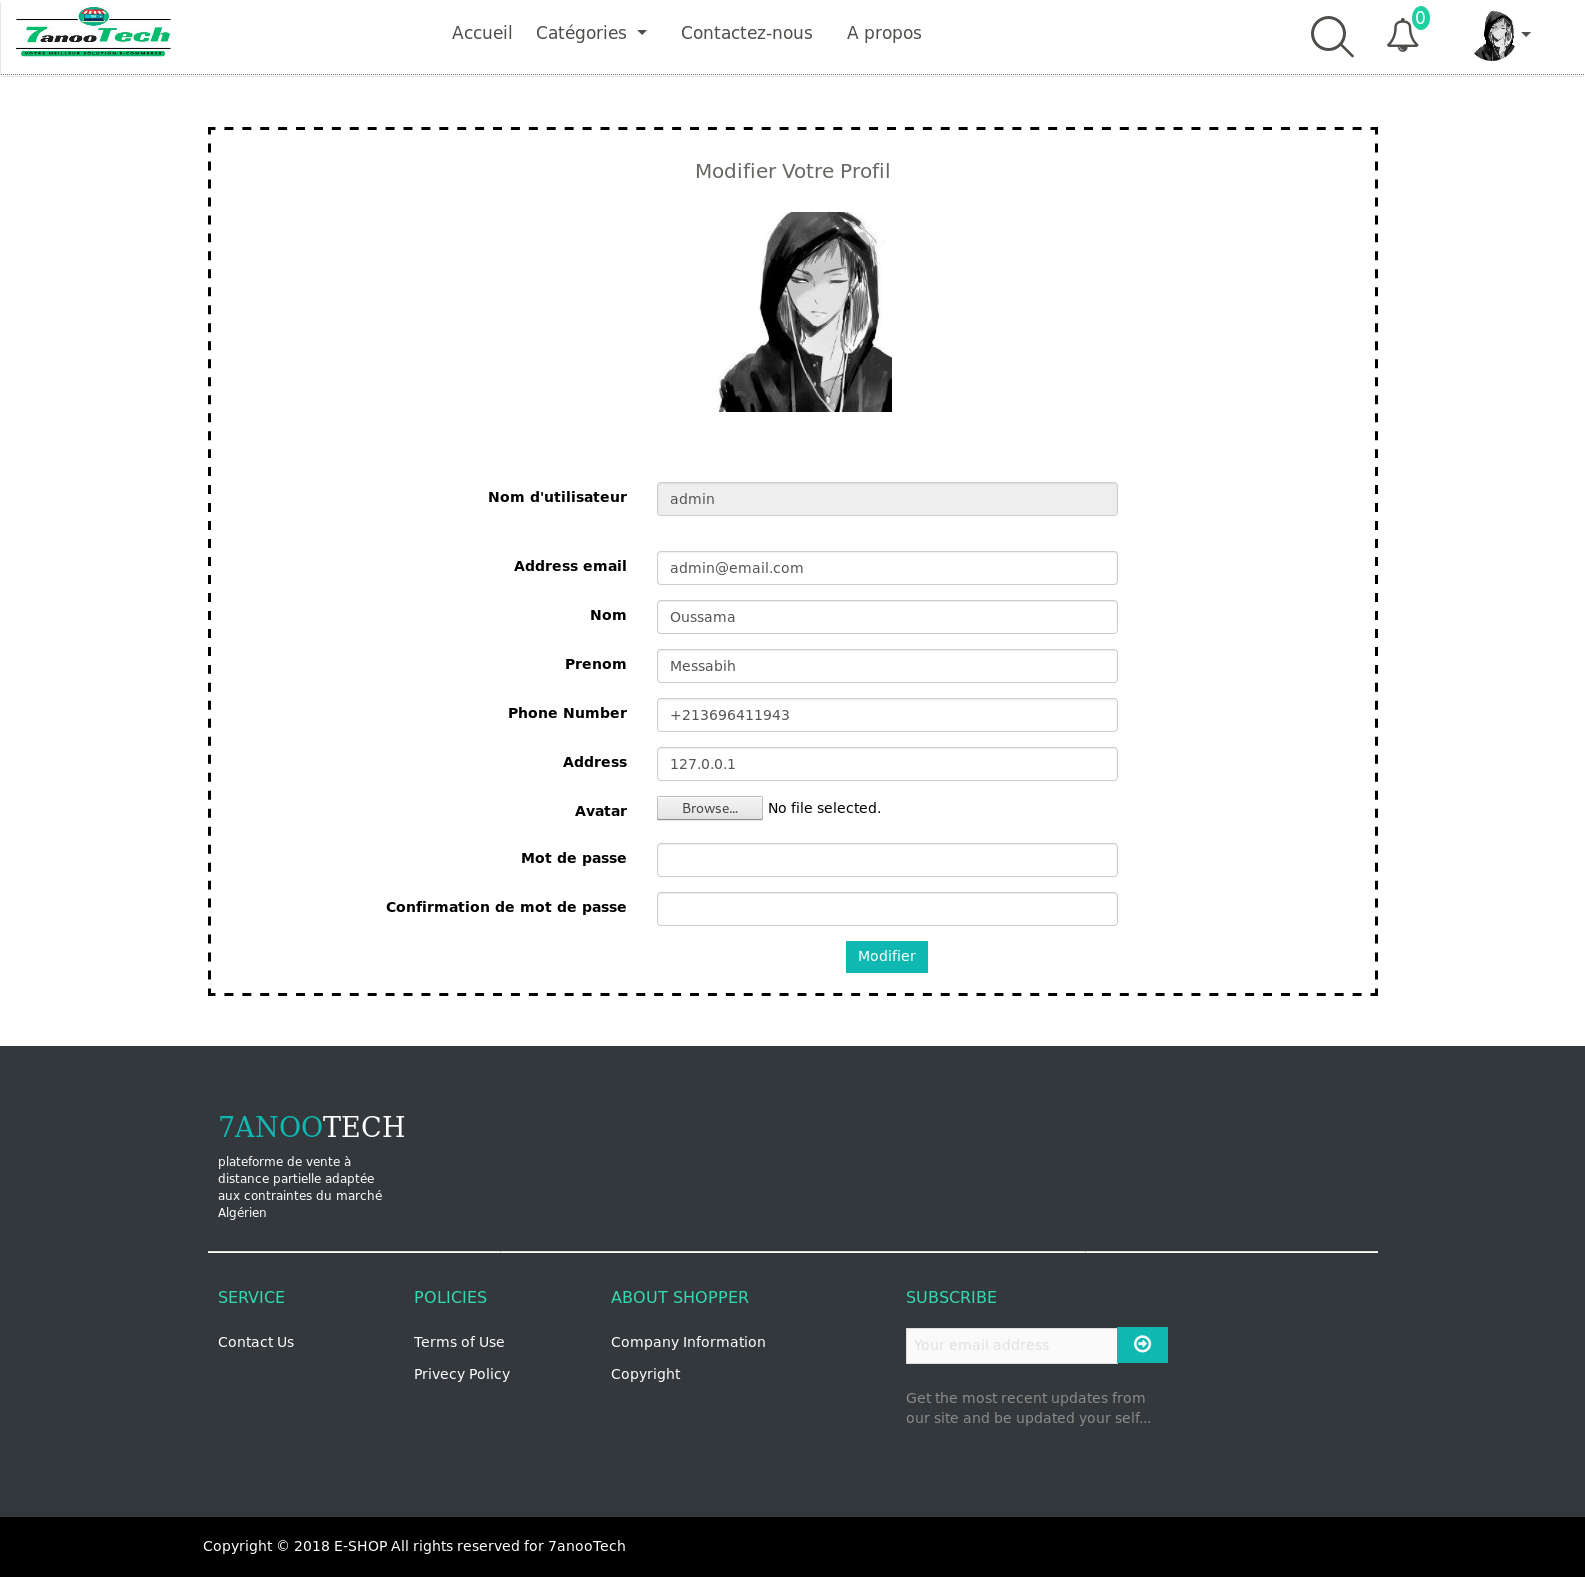 7anooTech
VOTRE MEILLEUR SOLUTION E-COMMERCE
Accueil
Catégories
Contactez-nous
A propos
0
Modifier Votre Profil
Nom d'utilisateur
admin
Address email
admin@email.com
Nom
Oussama
Prenom
Messabih
Phone Number
+213696411943
Address
127.0.0.1
Avatar
Browse...
No file selected.
Mot de passe
Confirmation de mot de passe
Modifier
7ANOOTECH
plateforme de vente à
distance partielle adaptée
aux contraintes du marché
Algérien
SERVICE
Contact Us
POLICIES
Terms of Use
Privecy Policy
ABOUT SHOPPER
Company Information
Copyright
SUBSCRIBE
Your email address
Get the most recent updates from
our site and be updated your self...
Copyright © 2018 E-SHOP All rights reserved for 7anooTech